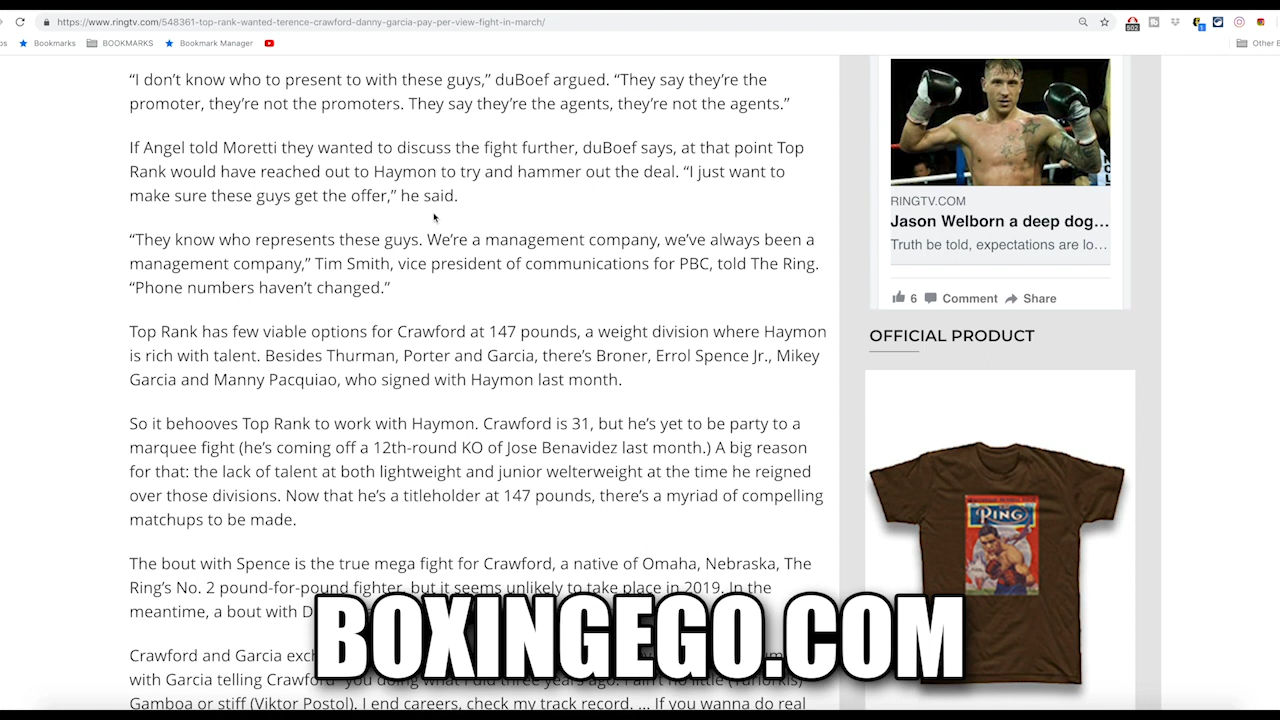 https://www.ringtv.com/548361-top-rank-wanted-terence-crawford-danny-garcia-pay-per-view-fight-in-march/
502
1
Bookmarks
BOOKMARKS
Bookmark Manager
Other
“I don’t know who to present to with these guys,” duBoef argued. “They say they’re the
promoter, they’re not the promoters. They say they’re the agents, they’re not the agents.”
If Angel told Moretti they wanted to discuss the fight further, duBoef says, at that point Top
Rank would have reached out to Haymon to try and hammer out the deal. “I just want to
make sure these guys get the offer,” he said.
“They know who represents these guys. We’re a management company, we’ve always been a
management company,” Tim Smith, vice president of communications for PBC, told The Ring.
“Phone numbers haven’t changed.”
Top Rank has few viable options for Crawford at 147 pounds, a weight division where Haymon
is rich with talent. Besides Thurman, Porter and Garcia, there’s Broner, Errol Spence Jr., Mikey
Garcia and Manny Pacquiao, who signed with Haymon last month.
So it behooves Top Rank to work with Haymon. Crawford is 31, but he’s yet to be party to a
marquee fight (he’s coming off a 12th-round KO of Jose Benavidez last month.) A big reason
for that: the lack of talent at both lightweight and junior welterweight at the time he reigned
over those divisions. Now that he’s a titleholder at 147 pounds, there’s a myriad of compelling
matchups to be made.
The bout with Spence is the true mega fight for Crawford, a native of Omaha, Nebraska, The
Ring’s No. 2 pound-for-pound fighter, but it seems unlikely to take place in 2019. In the
meantime, a bout with
Crawford and Garcia
with Garcia telling Crawford “you doing what I did three years ago. I ain’t no little (Yuriorkis)
Gamboa or stiff (Viktor Postol). I end careers, check my track record. ... If you wanna do real
RINGTV.COM
Jason Welborn a deep dog...
Truth be told, expectations are lo...
6 Comment Share
OFFICIAL PRODUCT
RING
BOXINGEGO.COM